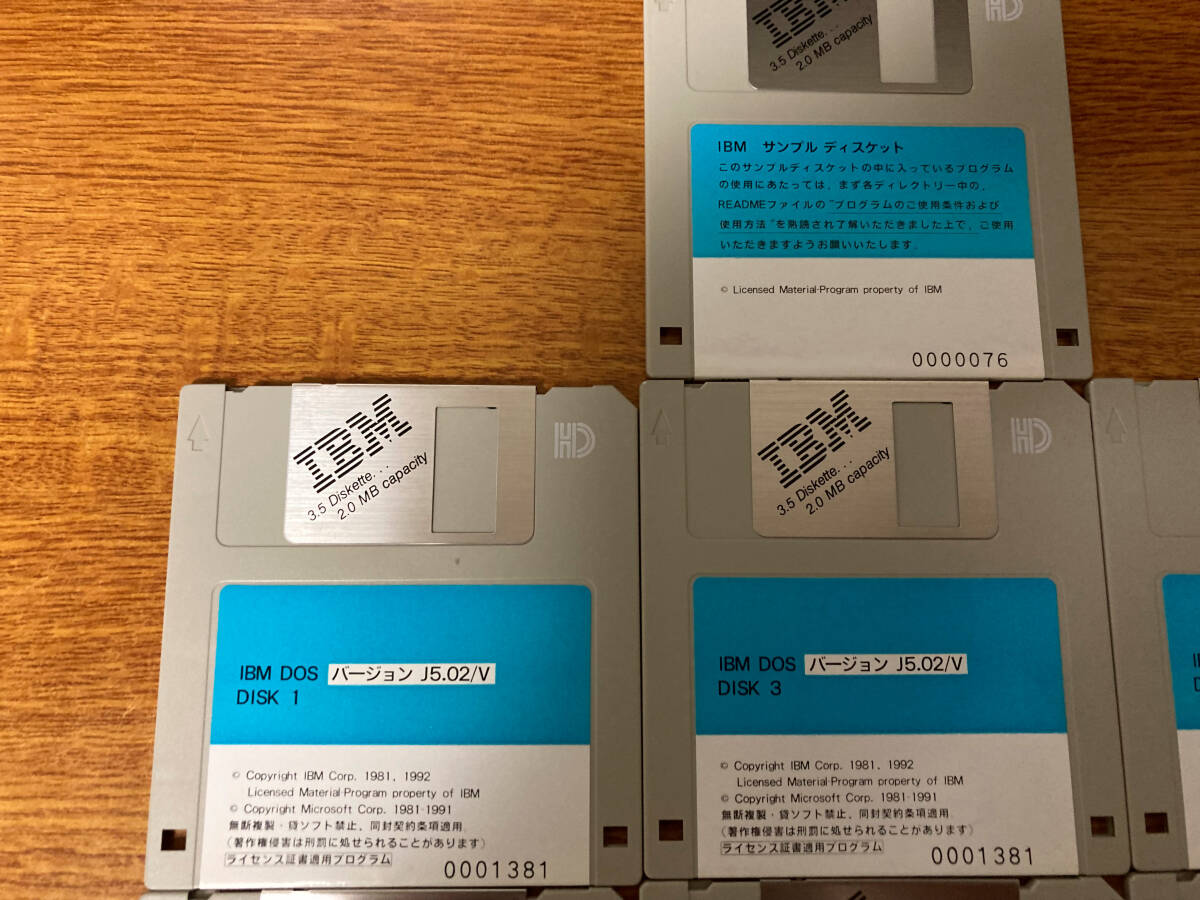 IBM
3.5 Diskette...
2.0 MB capacity
HD
IBM サンプル ディスケット
このサンプルディスケットの中に入っているプログラム
の使用にあたっては、まず各ディレクトリー中の、
READMEファイルの"プログラムのご使用条件および
使用方法"を熟読され了解いただきました上で、ご使用
いただきますようお願いいたします。
© Licensed Material-Program property of IBM
0000076
IBM
3.5 Diskette...
2.0 MB capacity
HD
IBM DOS バージョン J5.02/V
DISK 1
© Copyright IBM Corp. 1981, 1992
Licensed Material-Program property of IBM
© Copyright Microsoft Corp. 1981-1991
無断複製・貸ソフト禁止、同封契約条項適用。
(著作権侵害は刑罰に処せられることがあります)
ライセンス証書適用プログラム
0001381
IBM
3.5 Diskette...
2.0 MB capacity
HD
IBM DOS バージョン J5.02/V
DISK 3
© Copyright IBM Corp. 1981, 1992
Licensed Material-Program property of IBM
© Copyright Microsoft Corp. 1981-1991
無断複製・貸ソフト禁止、同封契約条項適用。
(著作権侵害は刑罰に処せられることがあります)
ライセンス証書適用プログラム
0001381